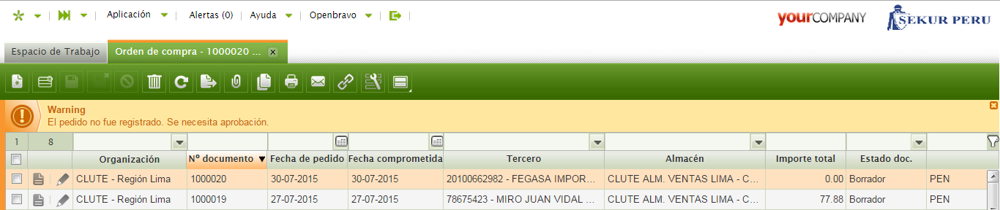 Aplicación Alertas (0) Ayuda Openbravo
yourCOMPANY SEKUR PERU
Espacio de Trabajo Orden de compra - 1000020 ... x
Warning
El pedido no fue registrado. Se necesita aprobación.
1 8
Organización Nº documento Fecha de pedido Fecha comprometida Tercero Almacén Importe total Estado doc.
CLUTE - Región Lima 1000020 30-07-2015 30-07-2015 20100662982 - FEGASA IMPOR... CLUTE ALM. VENTAS LIMA - C... 0.00 Borrador PEN
CLUTE - Región Lima 1000019 27-07-2015 27-07-2015 78675423 - MIRO JUAN VIDAL ... CLUTE ALM. VENTAS LIMA - C... 77.88 Borrador PEN